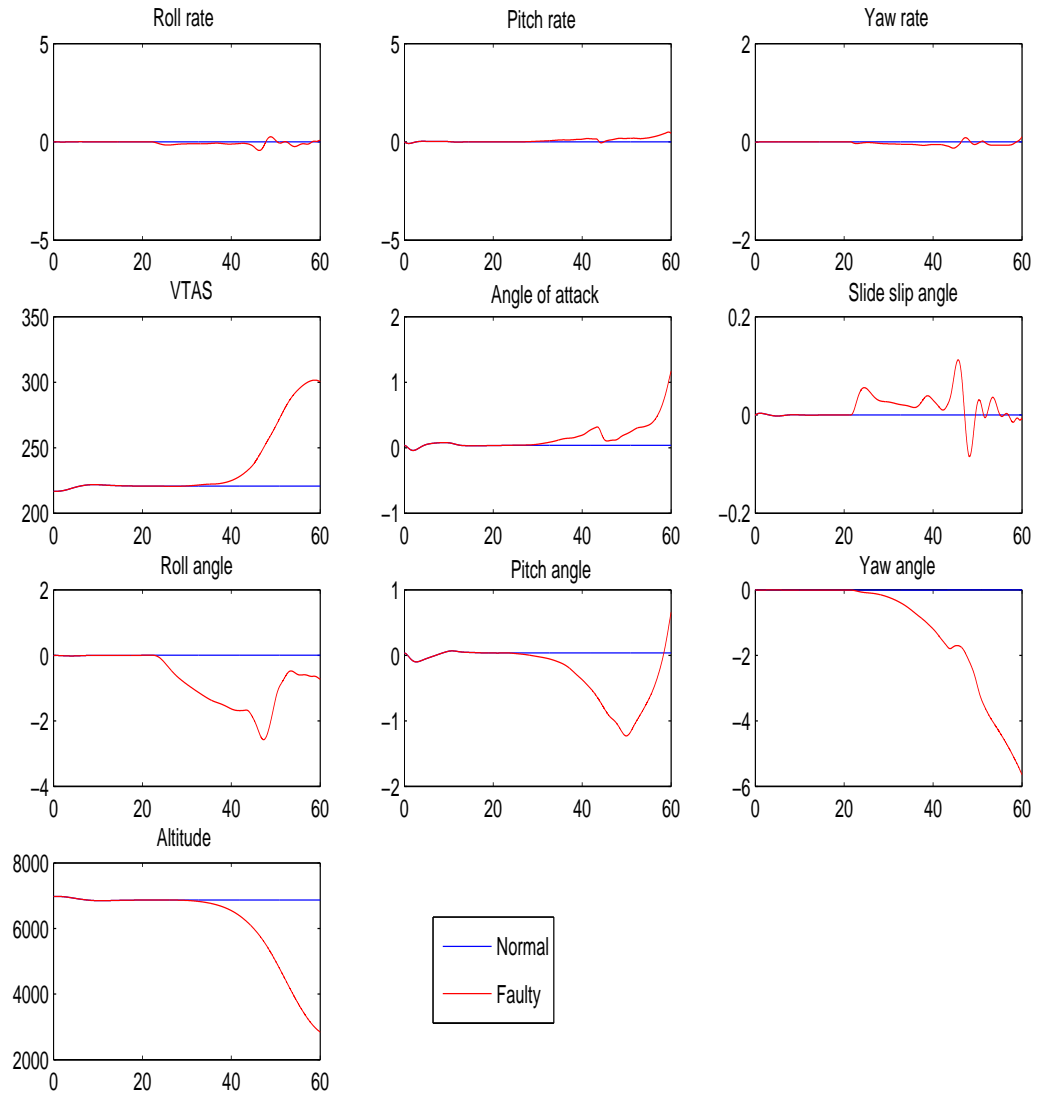 Roll rate Pitch rate Yaw rate
5 5 2
0 0 0
−5 −5 −2
0 20 40 60 0 20 40 60 0 20 40 60
VTAS Angle of attack Slide slip angle
350 2 0.2
300 1
250 0 0
200 −1 −0.2
0 20 40 60 0 20 40 60 0 20 40 60
Roll angle Pitch angle Yaw angle
2 1 0
0 0 −2
−2 −1 −4
−4 −2 −6
0 20 40 60 0 20 40 60 0 20 40 60
Altitude
8000
6000
4000
2000
0 20 40 60
Normal
Faulty